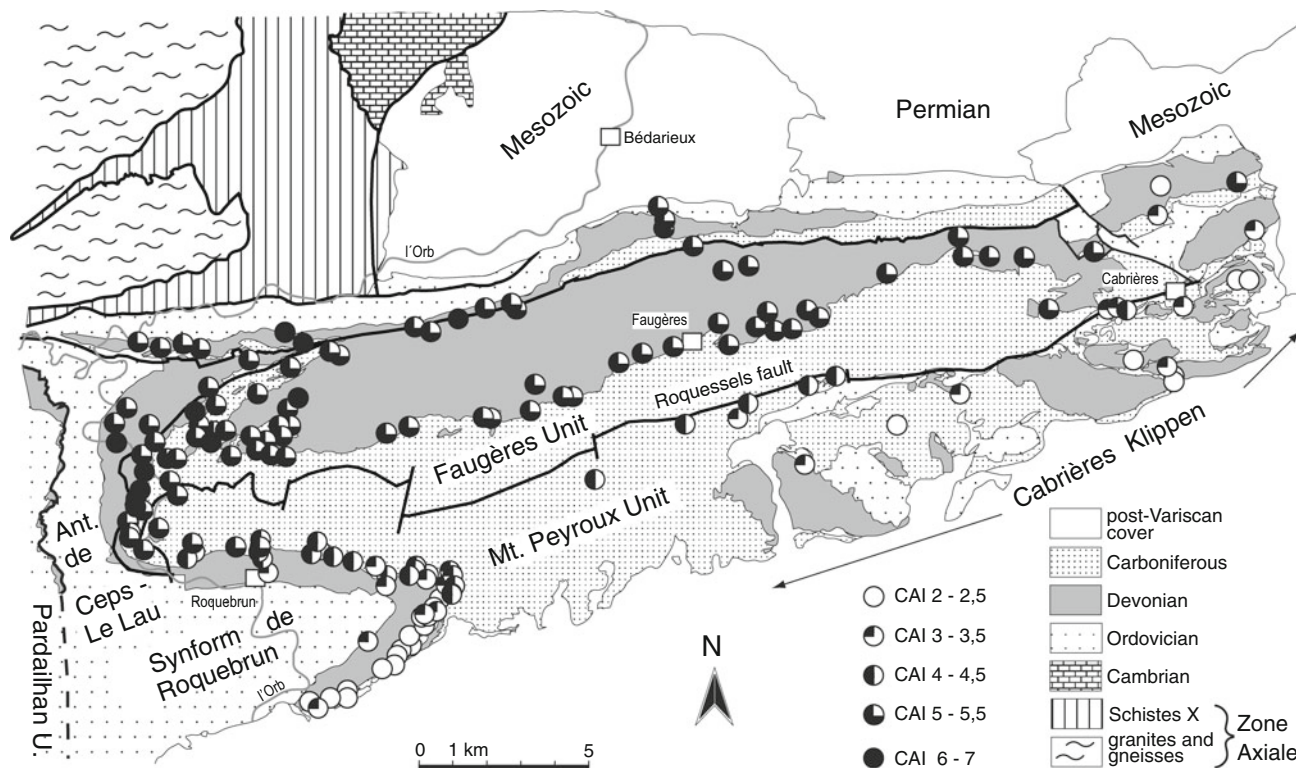 Mesozoic
Permian
Mesozoic
Bédarieux
l´Orb
Cabrières
Faugères
Roquessels fault
Faugères Unit
Mt. Peyroux Unit
Cabrières Klippen
Ant.
de
Ceps -
Le Lau
Pardailhan U.
Roquebrun
Synform de
Roquebrun
l'Orb
N
0 1 km 5
CAI 2 - 2,5
CAI 3 - 3,5
CAI 4 - 4,5
CAI 5 - 5,5
CAI 6 - 7
post-Variscan
cover
Carboniferous
Devonian
Ordovician
Cambrian
Schistes X
granites and
gneisses
Zone
Axiale